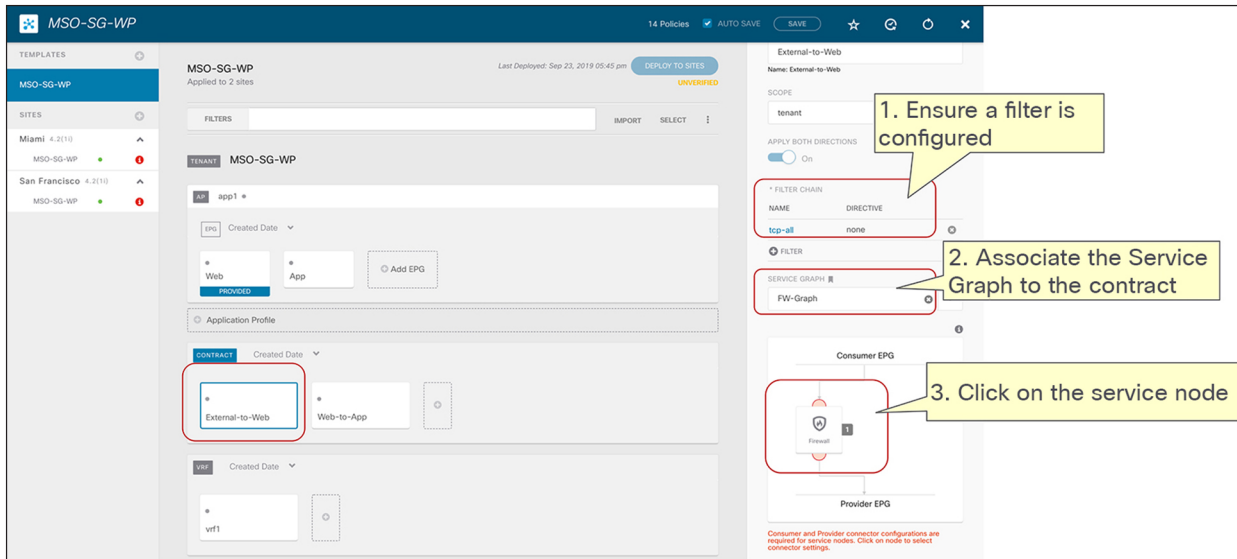 MSO-SG-WP
14 Policies
AUTO SAVE
SAVE
TEMPLATES
MSO-SG-WP
SITES
Miami 4.2(1i)
MSO-SG-WP
San Francisco 4.2(1i)
MSO-SG-WP
MSO-SG-WP
Applied to 2 sites
Last Deployed: Sep 23, 2019 05:45 pm
DEPLOY TO SITES
UNVERIFIED
FILTERS
IMPORT
SELECT
TENANT MSO-SG-WP
AP app1
EPG Created Date
Web
PROVIDED
App
Add EPG
Application Profile
CONTRACT Created Date
External-to-Web
Web-to-App
VRF Created Date
vrf1
External-to-Web
Name: External-to-Web
SCOPE
tenant
APPLY BOTH DIRECTIONS
On
* FILTER CHAIN
NAME DIRECTIVE
tcp-all none
FILTER
SERVICE GRAPH
FW-Graph
Consumer EPG
Firewall
1
Provider EPG
Consumer and Provider connector configurations are
required for service nodes. Click on node to select
connector settings.
1. Ensure a filter is
configured
2. Associate the Service
Graph to the contract
3. Click on the service node